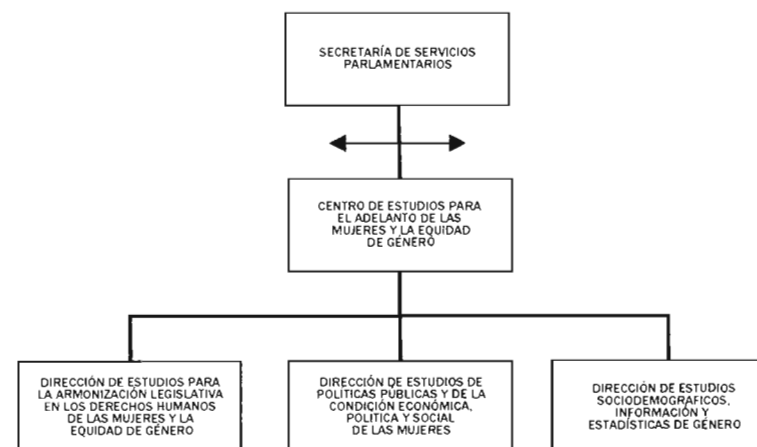 SECRETARÍA DE SERVICIOS
PARLAMENTARIOS
CENTRO DE ESTUDIOS PARA
EL ADELANTO DE LAS
MUJERES Y LA EQUIDAD
DE GÉNERO
DIRECCIÓN DE ESTUDIOS PARA
LA ARMONIZACIÓN LEGISLATIVA
EN LOS DERECHOS HUMANOS
DE LAS MUJERES Y LA
EQUIDAD DE GÉNERO
DIRECCIÓN DE ESTUDIOS DE
POLÍTICAS PÚBLICAS Y DE LA
CONDICIÓN ECONÓMICA,
POLITICA Y SOCIAL
DE LAS MUJERES
DIRECCIÓN DE ESTUDIOS
SOCIODEMOGRAFICOS,
INFORMACIÓN Y
ESTADÍSTICAS DE GÉNERO